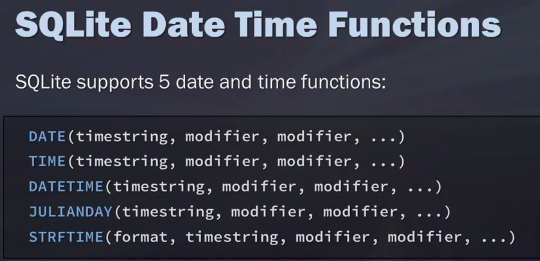 SQLite Date Time Functions
SQLite supports 5 date and time functions:
DATE(timestring, modifier, modifier, ...)
TIME(timestring, modifier, modifier, ...)
DATETIME(timestring, modifier, modifier, ...)
JULIANDAY(timestring, modifier, modifier, ...)
STRFTIME(format, timestring, modifier, modifier, ...)